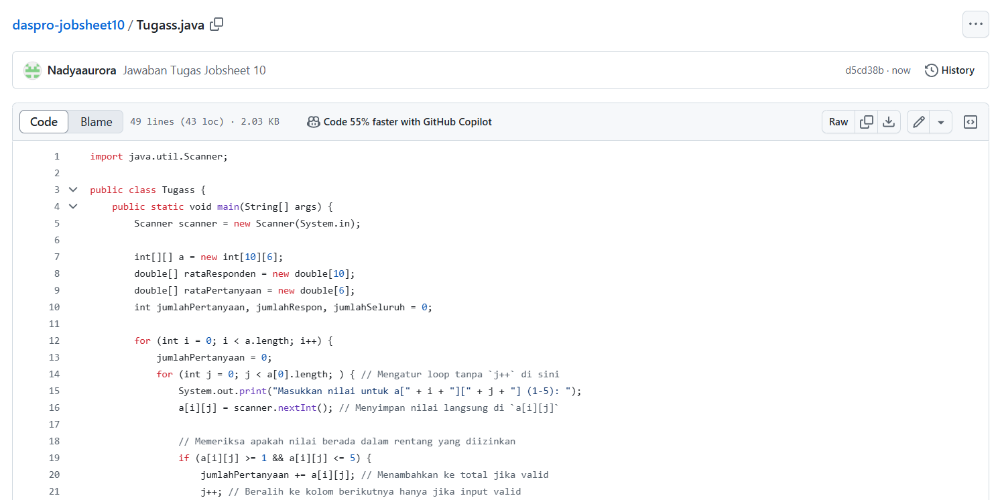 daspro-jobsheet10 / Tugass.java
Nadyaaurora Jawaban Tugas Jobsheet 10 d5cd38b · now History
Code Blame 49 lines (43 loc) · 2.03 KB Code 55% faster with GitHub Copilot Raw
1 import java.util.Scanner;
2
3 public class Tugass {
4 public static void main(String[] args) {
5 Scanner scanner = new Scanner(System.in);
6
7 int[][] a = new int[10][6];
8 double[] rataResponden = new double[10];
9 double[] rataPertanyaan = new double[6];
10 int jumlahPertanyaan, jumlahRespon, jumlahSeluruh = 0;
11
12 for (int i = 0; i < a.length; i++) {
13 jumlahPertanyaan = 0;
14 for (int j = 0; j < a[0].length; ) { // Mengatur loop tanpa `j++` di sini
15 System.out.print("Masukkan nilai untuk a[" + i + "][" + j + "] (1-5): ");
16 a[i][j] = scanner.nextInt(); // Menyimpan nilai langsung di `a[i][j]`
17
18 // Memeriksa apakah nilai berada dalam rentang yang diizinkan
19 if (a[i][j] >= 1 && a[i][j] <= 5) {
20 jumlahPertanyaan += a[i][j]; // Menambahkan ke total jika valid
21 j++; // Beralih ke kolom berikutnya hanya jika input valid